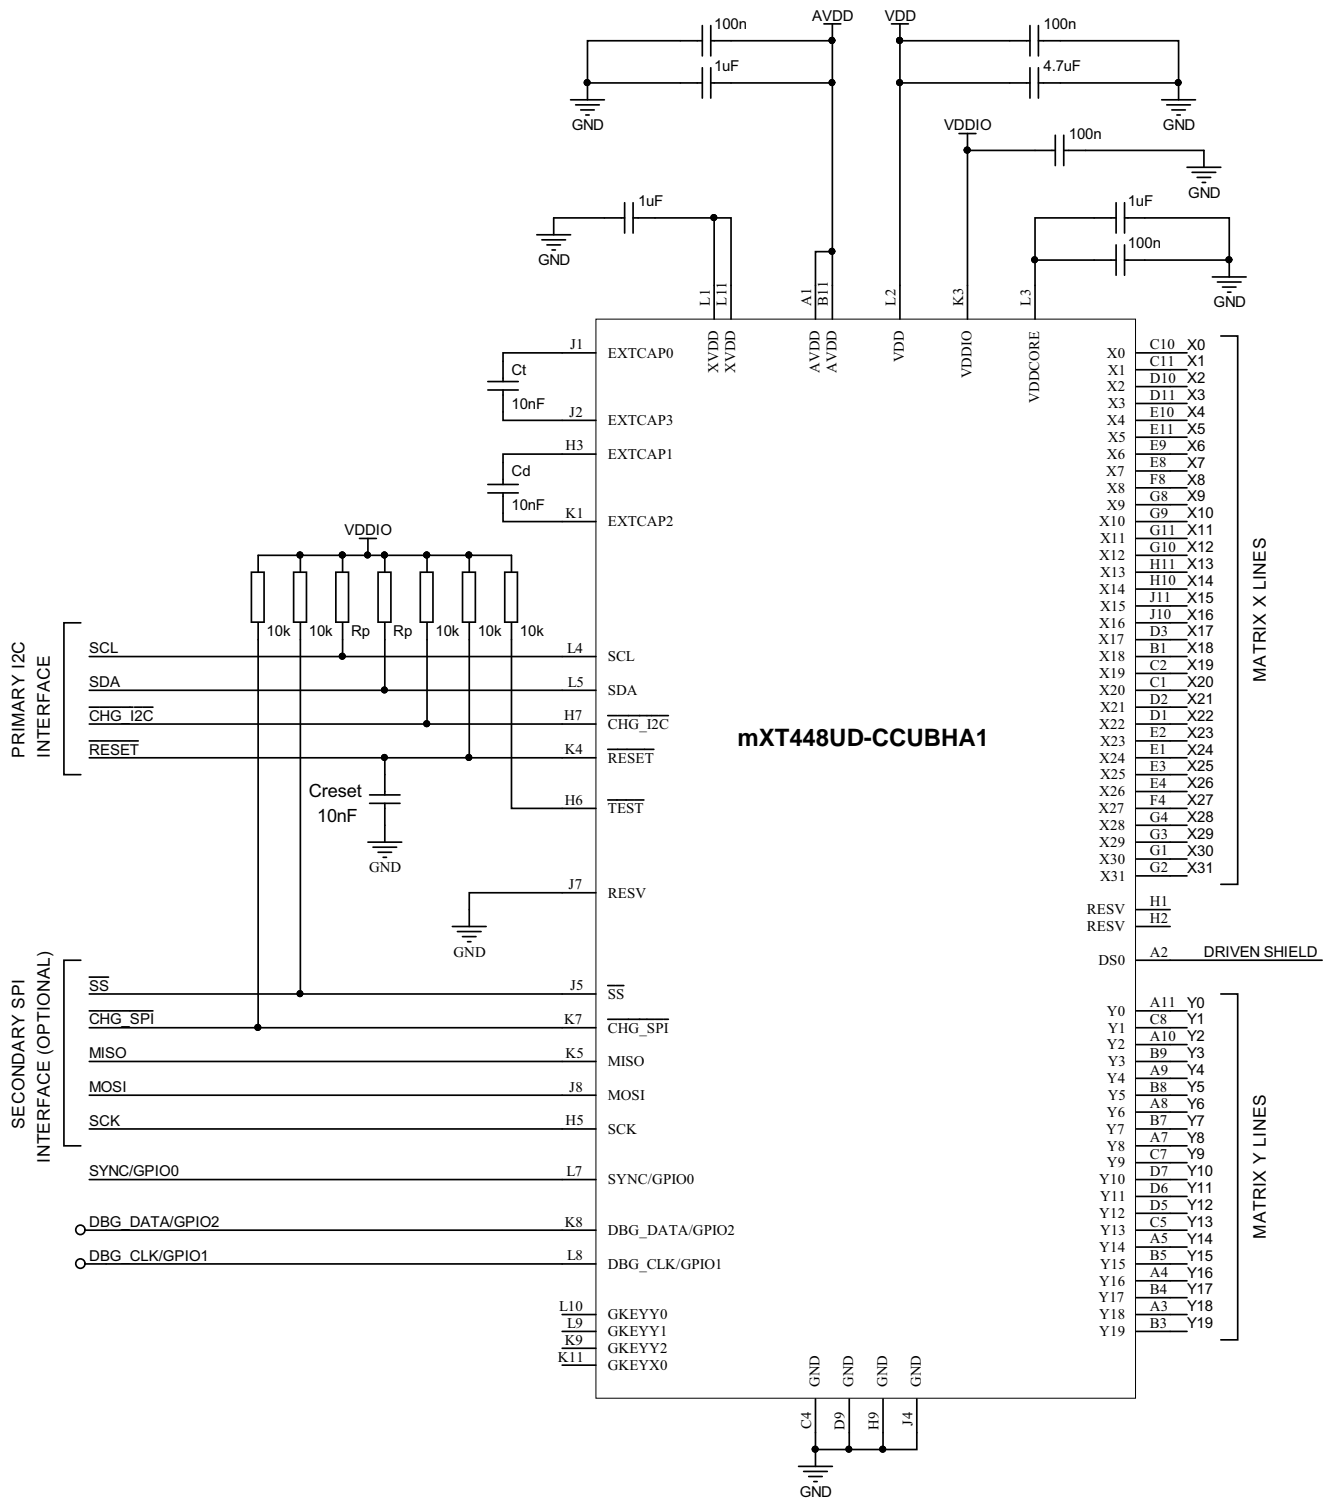 AVDD
VDD
100n
100n
1uF
4.7uF
GND
GND
VDDIO
100n
GND
1uF
1uF
100n
GND
GND
L1
L11
A1
B11
L2
K3
L3
XVDD
XVDD
AVDD
AVDD
VDD
VDDIO
VDDCORE
J1 EXTCAP0
Ct
10nF
J2 EXTCAP3
H3 EXTCAP1
Cd
10nF
K1 EXTCAP2
VDDIO
10k 10k Rp Rp 10k 10k 10k
PRIMARY I2C
INTERFACE
SCL L4 SCL
SDA L5 SDA
CHG_I2C H7 CHG_I2C
RESET K4 RESET
Creset
10nF
GND
H6 TEST
J7 RESV
GND
SECONDARY SPI
INTERFACE (OPTIONAL)
SS J5 SS
CHG_SPI K7 CHG_SPI
MISO K5 MISO
MOSI J8 MOSI
SCK H5 SCK
SYNC/GPIO0 L7 SYNC/GPIO0
DBG_DATA/GPIO2 K8 DBG_DATA/GPIO2
DBG_CLK/GPIO1 L8 DBG_CLK/GPIO1
L10 GKEYY0
L9 GKEYY1
K9 GKEYY2
K11 GKEYX0
mXT448UD-CCUBHA1
X0 C10 X0
X1 C11 X1
X2 D10 X2
X3 D11 X3
X4 E10 X4
X5 E11 X5
X6 E9 X6
X7 E8 X7
X8 F8 X8
X9 G8 X9
X10 G9 X10
X11 G11 X11
X12 G10 X12
X13 H11 X13
X14 H10 X14
X15 J11 X15
X16 J10 X16
X17 D3 X17
X18 B1 X18
X19 C2 X19
X20 C1 X20
X21 D2 X21
X22 D1 X22
X23 E2 X23
X24 E1 X24
X25 E3 X25
X26 E4 X26
X27 F4 X27
X28 G4 X28
X29 G3 X29
X30 G1 X30
X31 G2 X31
MATRIX X LINES
RESV H1
RESV H2
DS0 A2 DRIVEN SHIELD
Y0 A11 Y0
Y1 C8 Y1
Y2 A10 Y2
Y3 B9 Y3
Y4 A9 Y4
Y5 B8 Y5
Y6 A8 Y6
Y7 B7 Y7
Y8 A7 Y8
Y9 C7 Y9
Y10 D7 Y10
Y11 D6 Y11
Y12 D5 Y12
Y13 C5 Y13
Y14 A5 Y14
Y15 B5 Y15
Y16 A4 Y16
Y17 B4 Y17
Y18 A3 Y18
Y19 B3 Y19
MATRIX Y LINES
GND
GND
GND
GND
C4
D9
H9
J4
GND